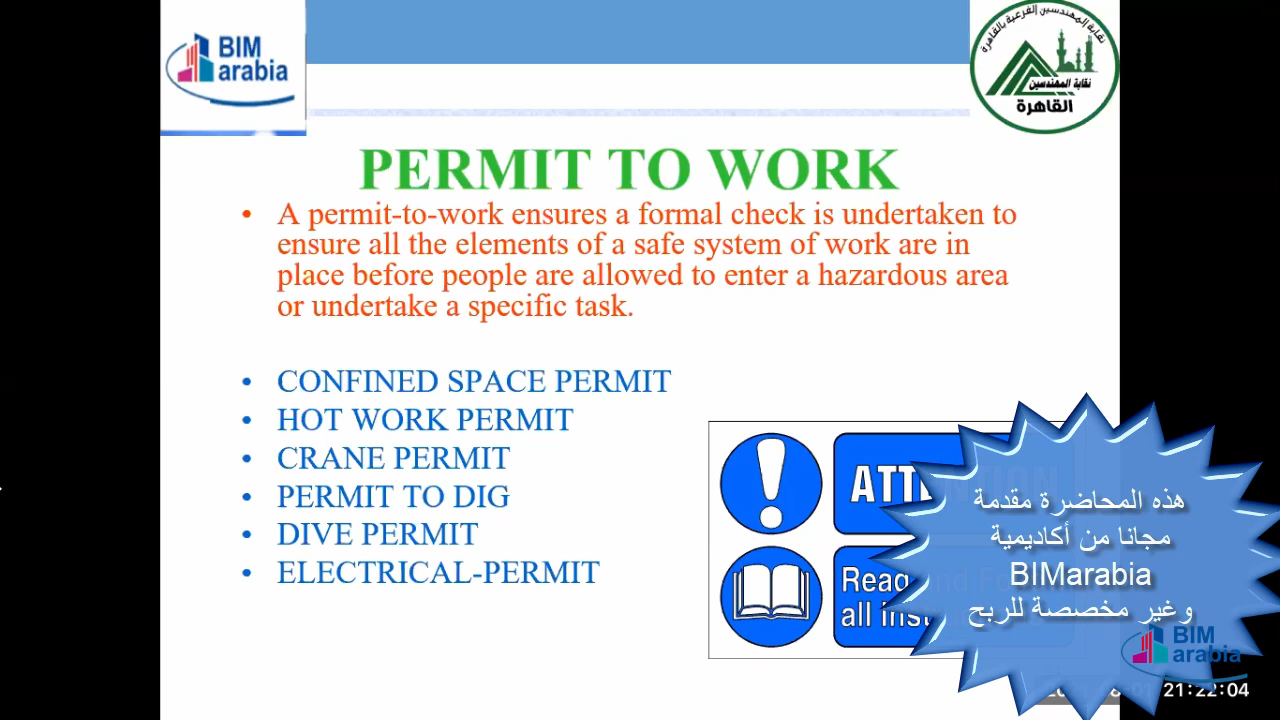 BIM
arabia
نقابة المهندسين الفرعية بالقاهرة
نقابة المهندسين
القاهرة
PERMIT TO WORK
• A permit-to-work ensures a formal check is undertaken to
ensure all the elements of a safe system of work are in
place before people are allowed to enter a hazardous area
or undertake a specific task.
• CONFINED SPACE PERMIT
• HOT WORK PERMIT
• CRANE PERMIT
• PERMIT TO DIG
• DIVE PERMIT
• ELECTRICAL-PERMIT
ATTENTION
Read and
all
هذه المحاضرة مقدمة
مجانا من أكاديمية
BIMarabia
وغير مخصصة للربح
BIM
arabia
21:22:04